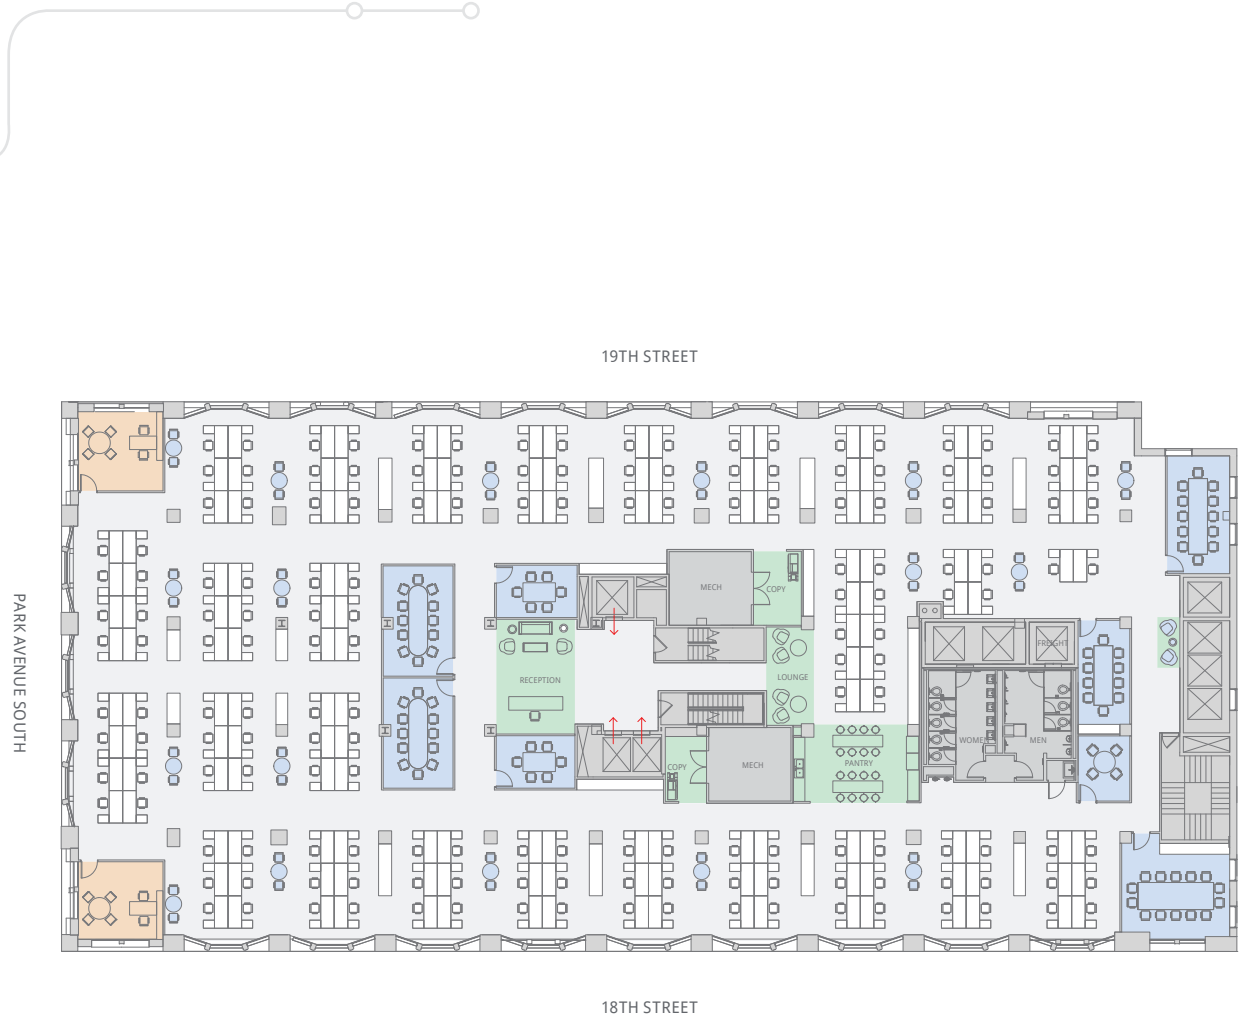 19TH STREET
MECH
COPY
FREIGHT
RECEPTION
LOUNGE
PARK AVENUE SOUTH
WOMEN
MEN
COPY
MECH
PANTRY
18TH STREET